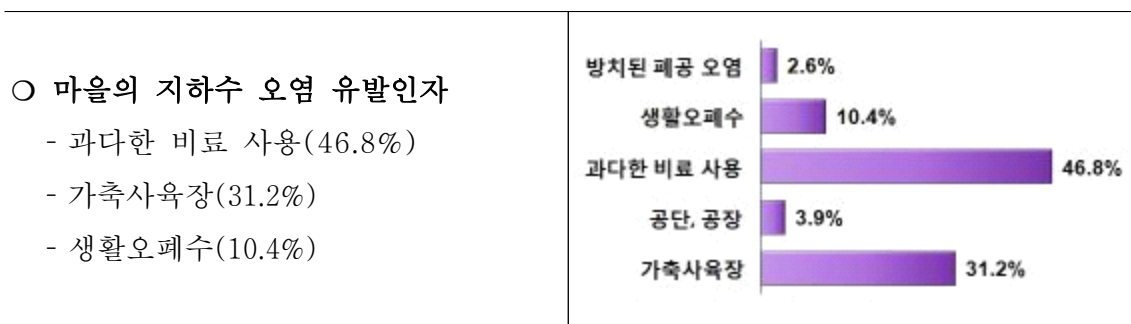 ❍ 마을의 지하수 오염 유발인자
- 과다한 비료 사용(46.8%)
- 가축사육장(31.2%)
- 생활오폐수(10.4%)
방치된 폐공 오염 2.6%
생활오폐수 10.4%
과다한 비료 사용 46.8%
공단, 공장 3.9%
가축사육장 31.2%